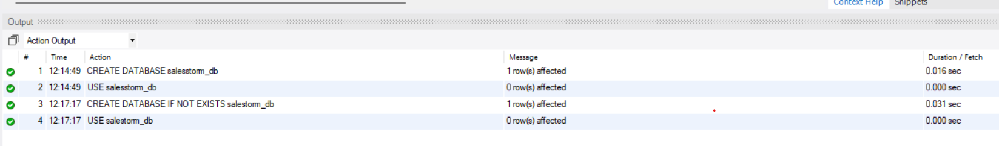 Context Help Snippets
Output
Action Output
# Time Action Message Duration / Fetch
1 12:14:49 CREATE DATABASE salesstorm_db 1 row(s) affected 0.016 sec
2 12:14:49 USE salesstorm_db 0 row(s) affected 0.000 sec
3 12:17:17 CREATE DATABASE IF NOT EXISTS salestorm_db 1 row(s) affected 0.031 sec
4 12:17:17 USE salestorm_db 0 row(s) affected 0.000 sec